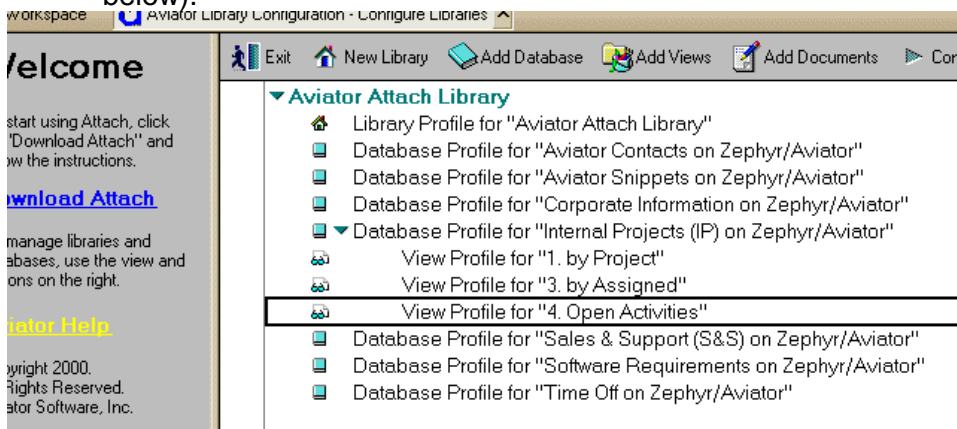 below).
workspace
Aviator Library Configuration - Configure Libraries
elcome
start using Attach, click
"Download Attach" and
ow the instructions.
wnload Attach
manage libraries and
abases, use the view and
ons on the right.
iator Help
pyright 2000.
Rights Reserved.
ator Software, Inc.
Exit New Library Add Database Add Views Add Documents Cor
Aviator Attach Library
Library Profile for "Aviator Attach Library"
Database Profile for "Aviator Contacts on Zephyr/Aviator"
Database Profile for "Aviator Snippets on Zephyr/Aviator"
Database Profile for "Corporate Information on Zephyr/Aviator"
Database Profile for "Internal Projects (IP) on Zephyr/Aviator"
View Profile for "1. by Project"
View Profile for "3. by Assigned"
View Profile for "4. Open Activities"
Database Profile for "Sales & Support (S&S) on Zephyr/Aviator"
Database Profile for "Software Requirements on Zephyr/Aviator"
Database Profile for "Time Off on Zephyr/Aviator"